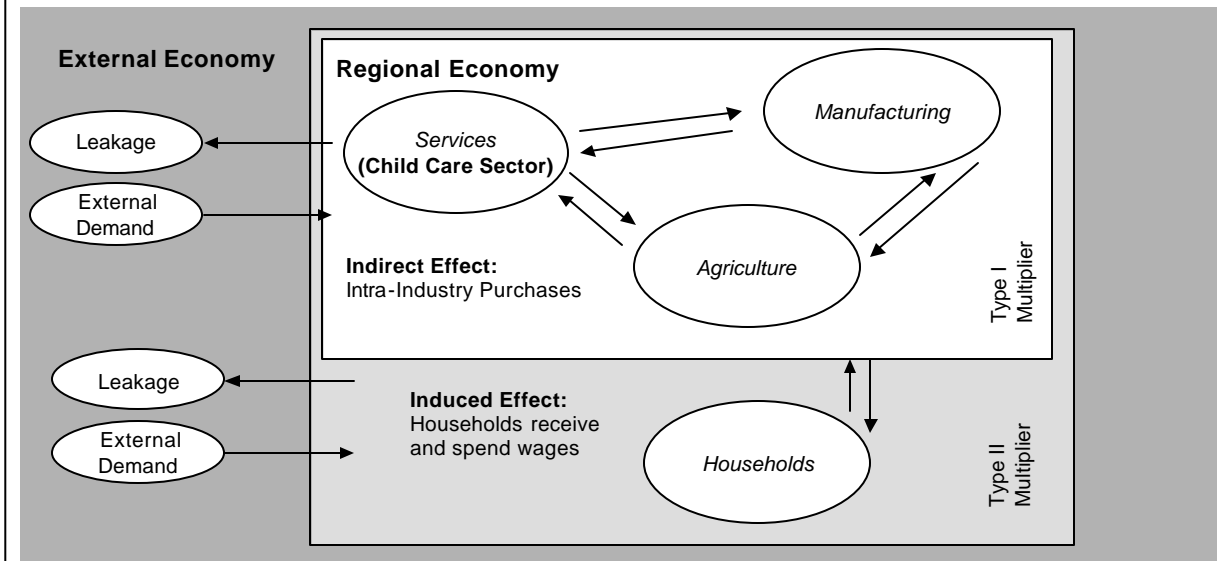 External Economy
Regional Economy
Leakage
External
Demand
Services
(Child Care Sector)
Manufacturing
Agriculture
Indirect Effect:
Intra-Industry Purchases
Type I
Multiplier
Leakage
External
Demand
Induced Effect:
Households receive
and spend wages
Households
Type II
Multiplier